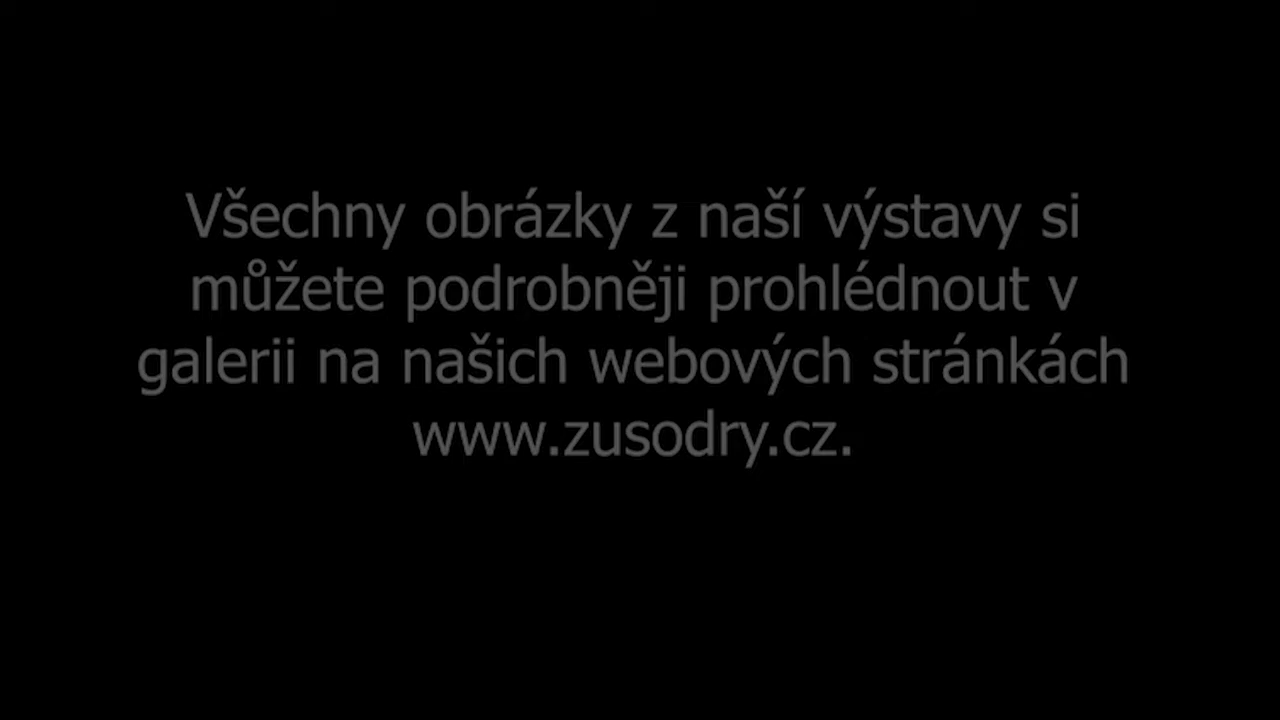 Všechny obrázky z naší výstavy si
můžete podrobněji prohlédnout v
galerii na našich webových stránkách
www.zusodry.cz.